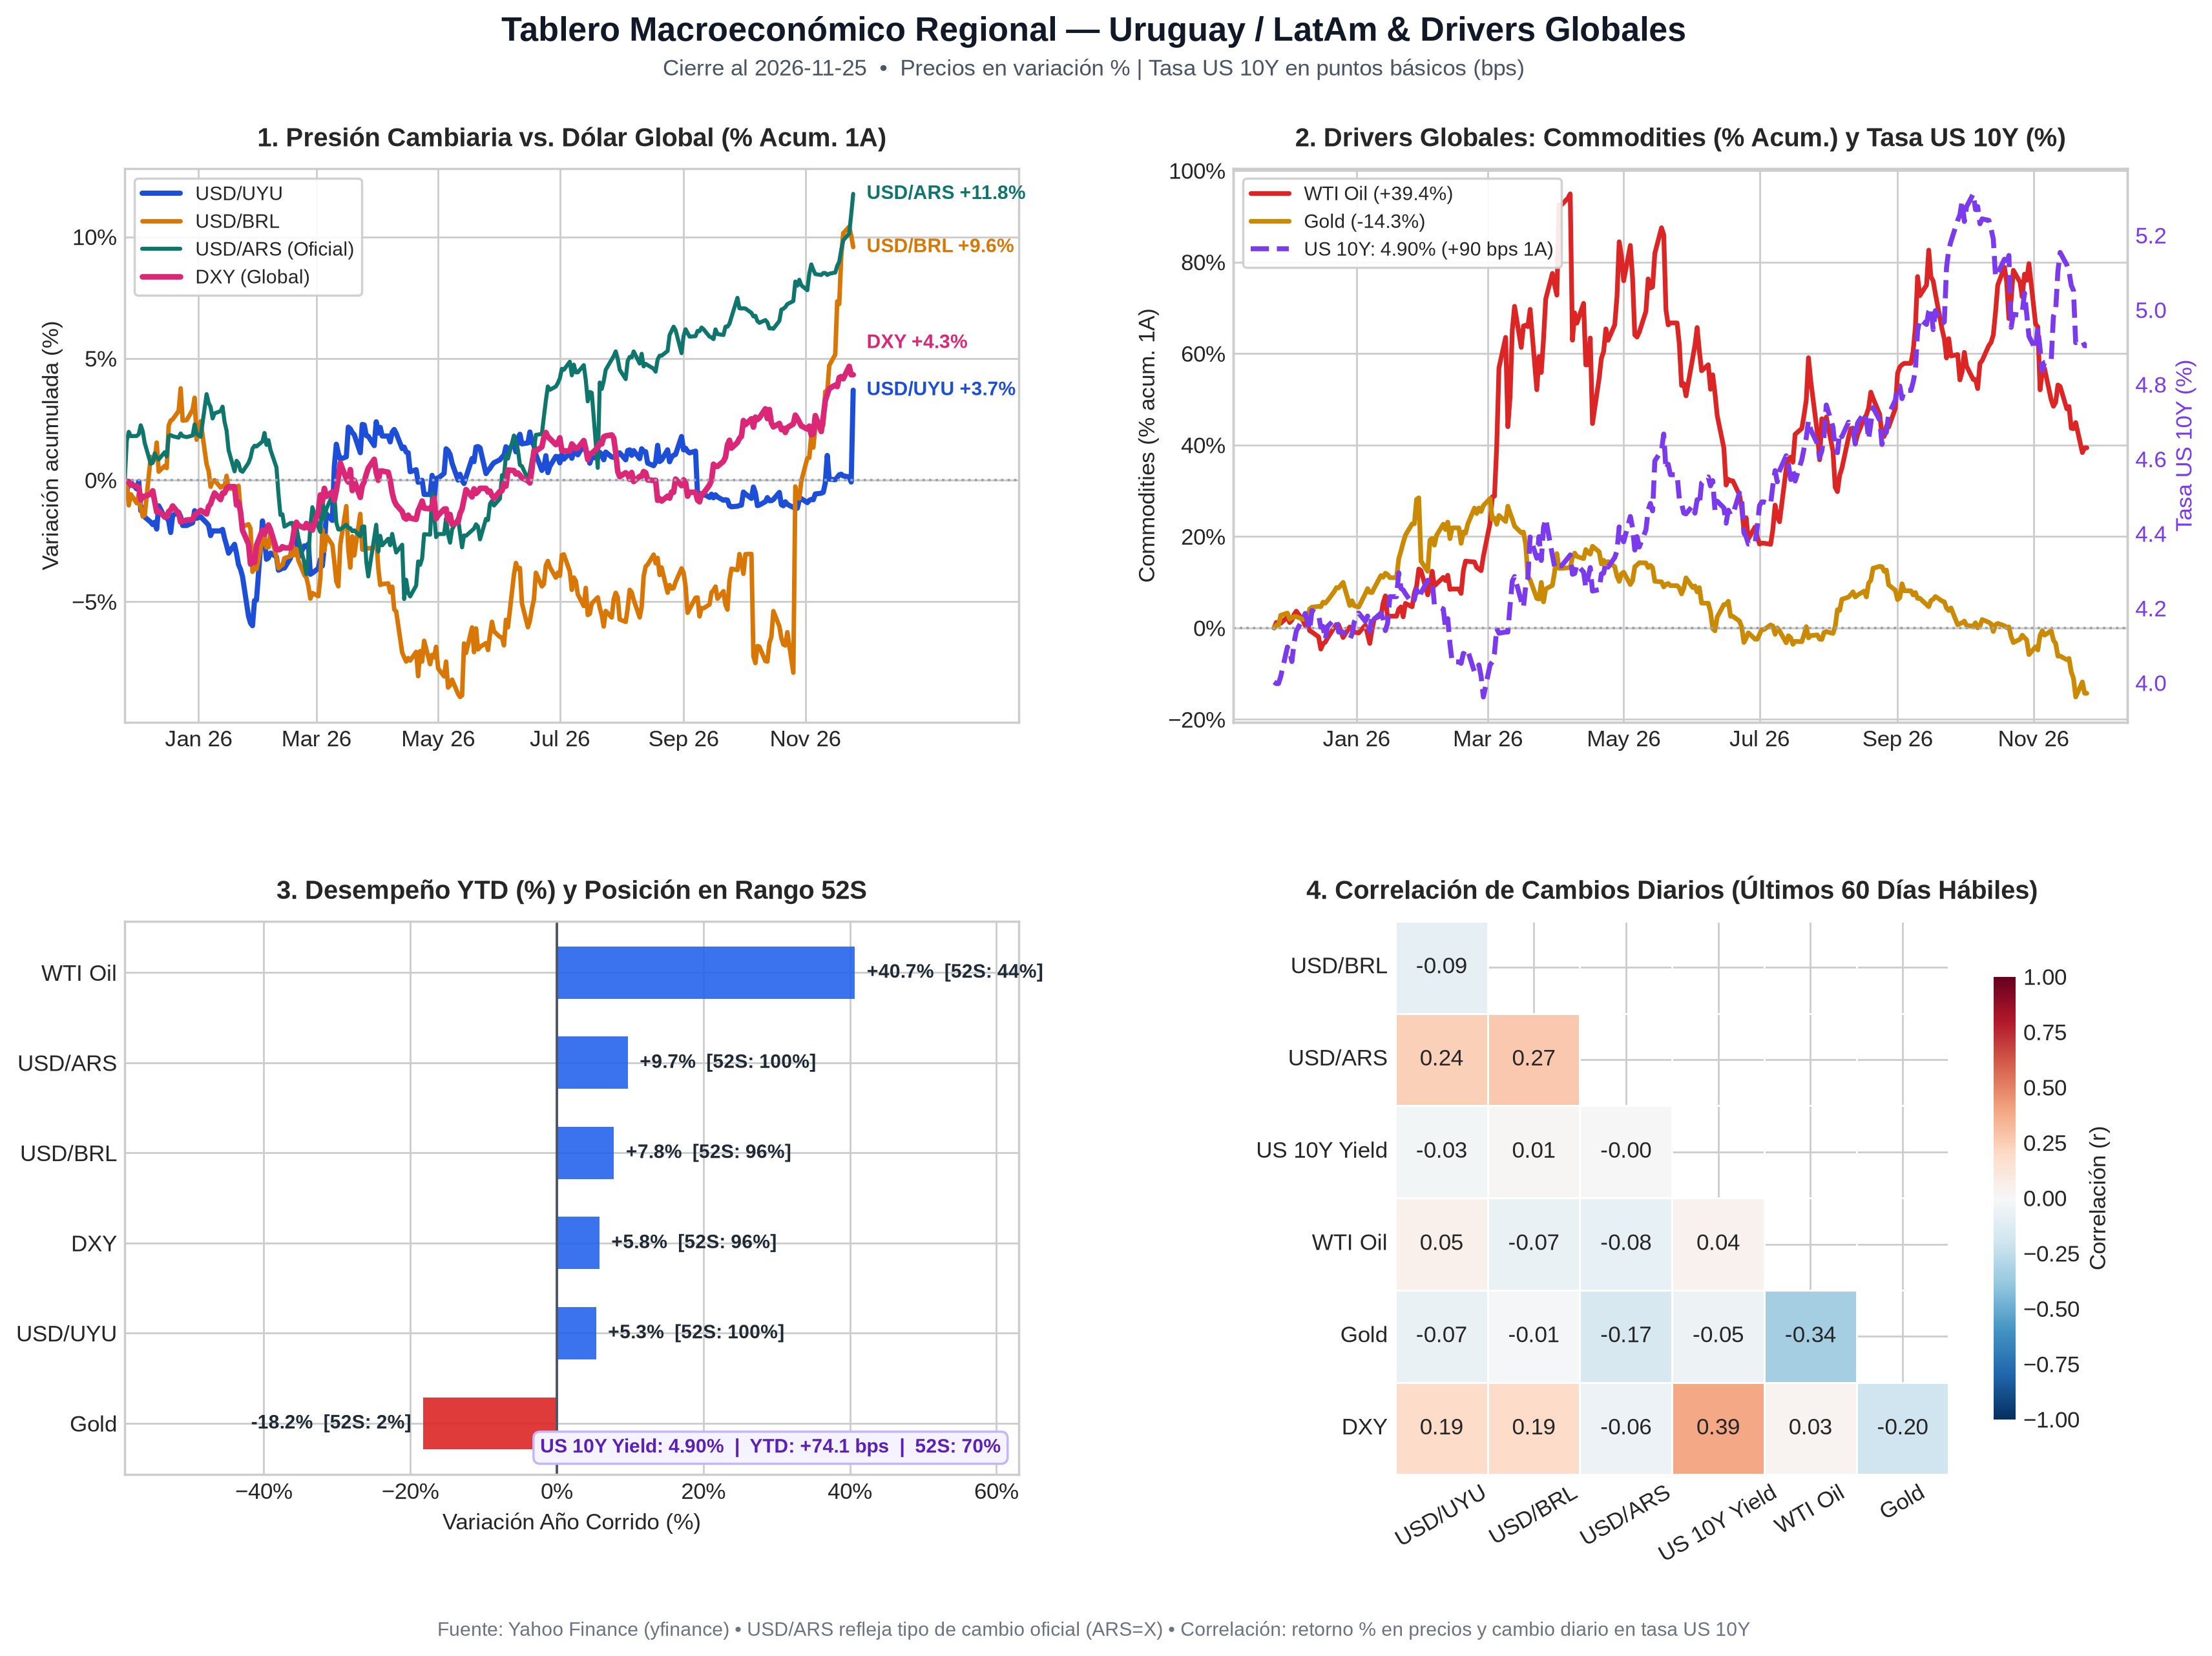 Tablero Macroeconómico Regional — Uruguay / LatAm & Drivers Globales
Cierre al 2026-11-25 • Precios en variación % | Tasa US 10Y en puntos básicos (bps)
1. Presión Cambiaria vs. Dólar Global (% Acum. 1A)
USD/UYU
USD/BRL
USD/ARS (Oficial)
DXY (Global)
USD/ARS +11.8%
USD/BRL +9.6%
DXY +4.3%
USD/UYU +3.7%
Variación acumulada (%)
10%
5%
0%
−5%
Jan 26
Mar 26
May 26
Jul 26
Sep 26
Nov 26
2. Drivers Globales: Commodities (% Acum.) y Tasa US 10Y (%)
WTI Oil (+39.4%)
Gold (-14.3%)
US 10Y: 4.90% (+90 bps 1A)
Commodities (% acum. 1A)
100%
80%
60%
40%
20%
0%
−20%
Jan 26
Mar 26
May 26
Jul 26
Sep 26
Nov 26
5.2
5.0
4.8
4.6
4.4
4.2
4.0
Tasa US 10Y (%)
3. Desempeño YTD (%) y Posición en Rango 52S
WTI Oil
+40.7% [52S: 44%]
USD/ARS
+9.7% [52S: 100%]
USD/BRL
+7.8% [52S: 96%]
DXY
+5.8% [52S: 96%]
USD/UYU
+5.3% [52S: 100%]
Gold
-18.2% [52S: 2%]
US 10Y Yield: 4.90% | YTD: +74.1 bps | 52S: 70%
−40%
−20%
0%
20%
40%
60%
Variación Año Corrido (%)
4. Correlación de Cambios Diarios (Últimos 60 Días Hábiles)
USD/BRL
-0.09
USD/ARS
0.24 0.27
US 10Y Yield
-0.03 0.01 -0.00
WTI Oil
0.05 -0.07 -0.08 0.04
Gold
-0.07 -0.01 -0.17 -0.05 -0.34
DXY
0.19 0.19 -0.06 0.39 0.03 -0.20
USD/UYU
USD/BRL
USD/ARS
US 10Y Yield
WTI Oil
Gold
1.00
0.75
0.50
0.25
0.00
−0.25
−0.50
−0.75
−1.00
Correlación (r)
Fuente: Yahoo Finance (yfinance) • USD/ARS refleja tipo de cambio oficial (ARS=X) • Correlación: retorno % en precios y cambio diario en tasa US 10Y